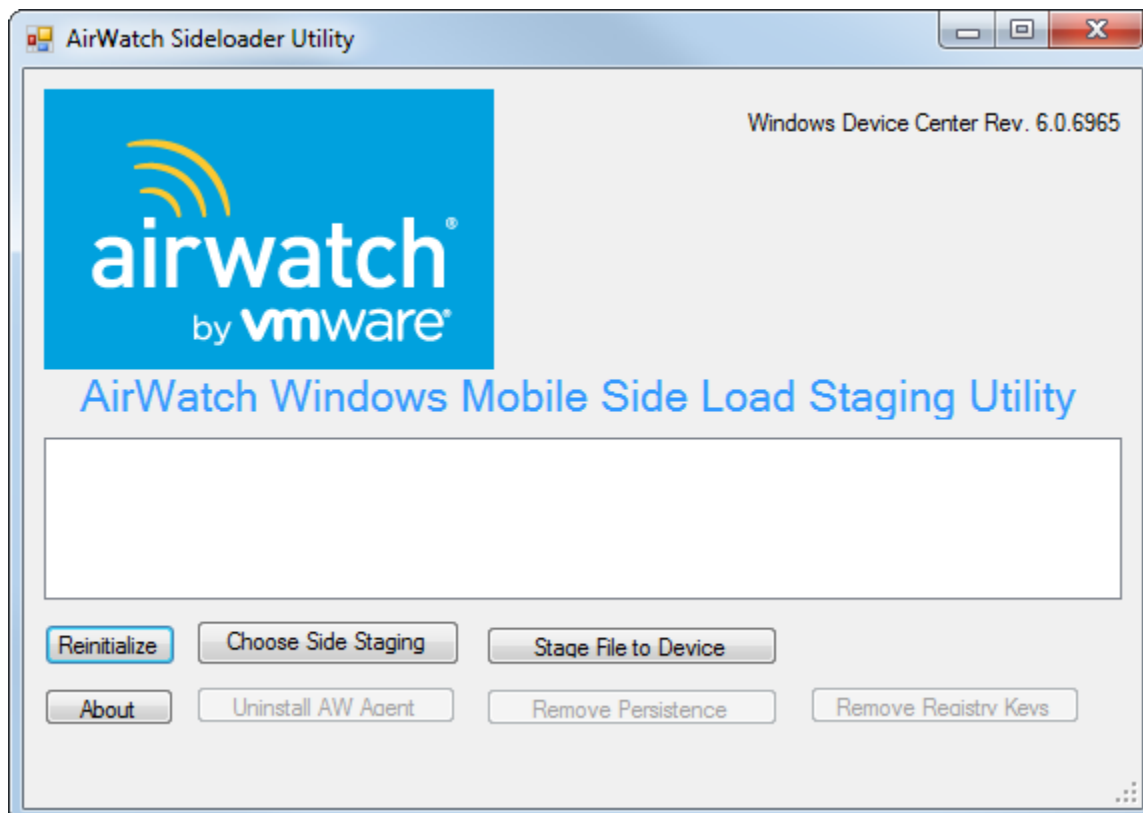 AirWatch Sideloader Utility
Windows Device Center Rev. 6.0.6965
airwatch®
by vmware®
AirWatch Windows Mobile Side Load Staging Utility
Reinitialize
Choose Side Staging
Stage File to Device
About
Uninstall AW Agent
Remove Persistence
Remove Registry Keys